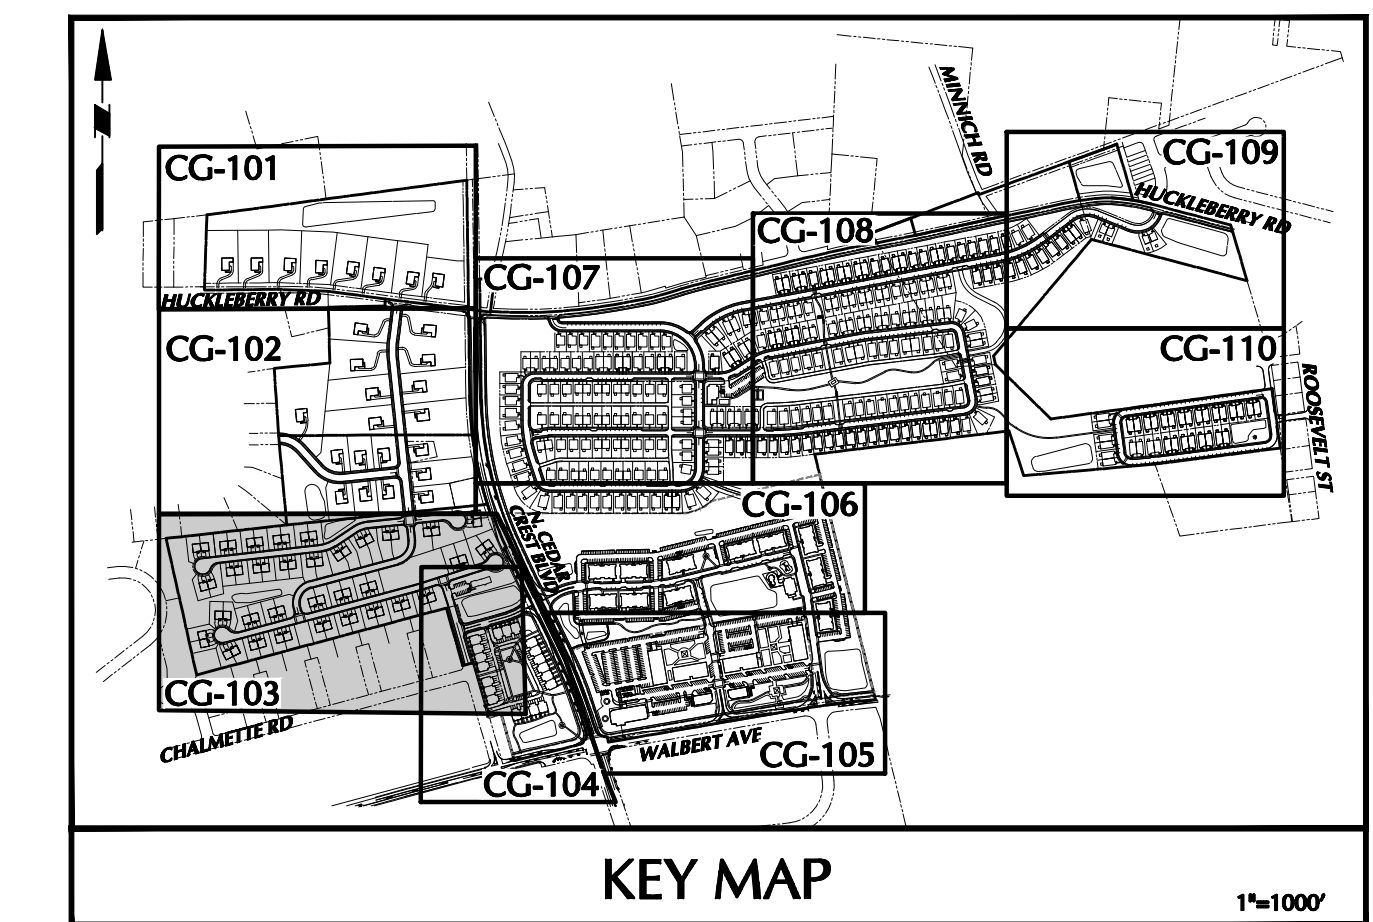 N
MINNICH RD
CG-101
CG-109
HUCKLEBERRY RD
CG-108
CG-107
HUCKLEBERRY RD
CG-102
CG-110
ROOSEVELT ST
CG-106
N. CEDAR
CREST BLVD
CG-103
CHALMETTE RD
WALBERT AVE
CG-105
CG-104
KEY MAP
1"=1000'